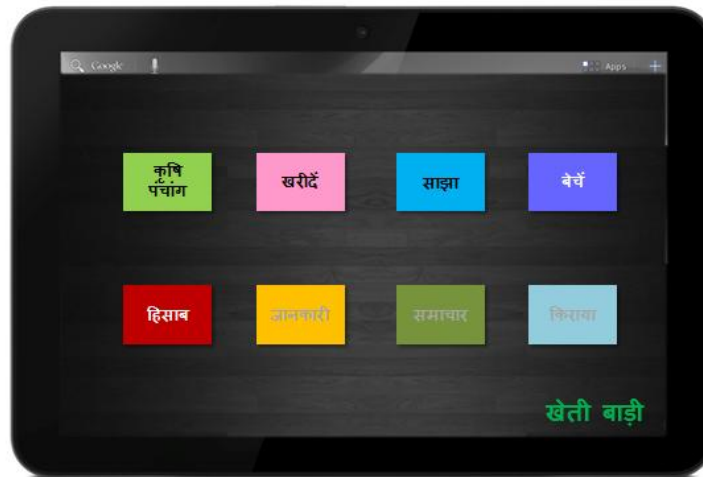 Google
Apps
कृषि
पंचांग
खरीदें
साझा
बेचें
हिसाब
जानकारी
समाचार
किराया
खेती बाड़ी